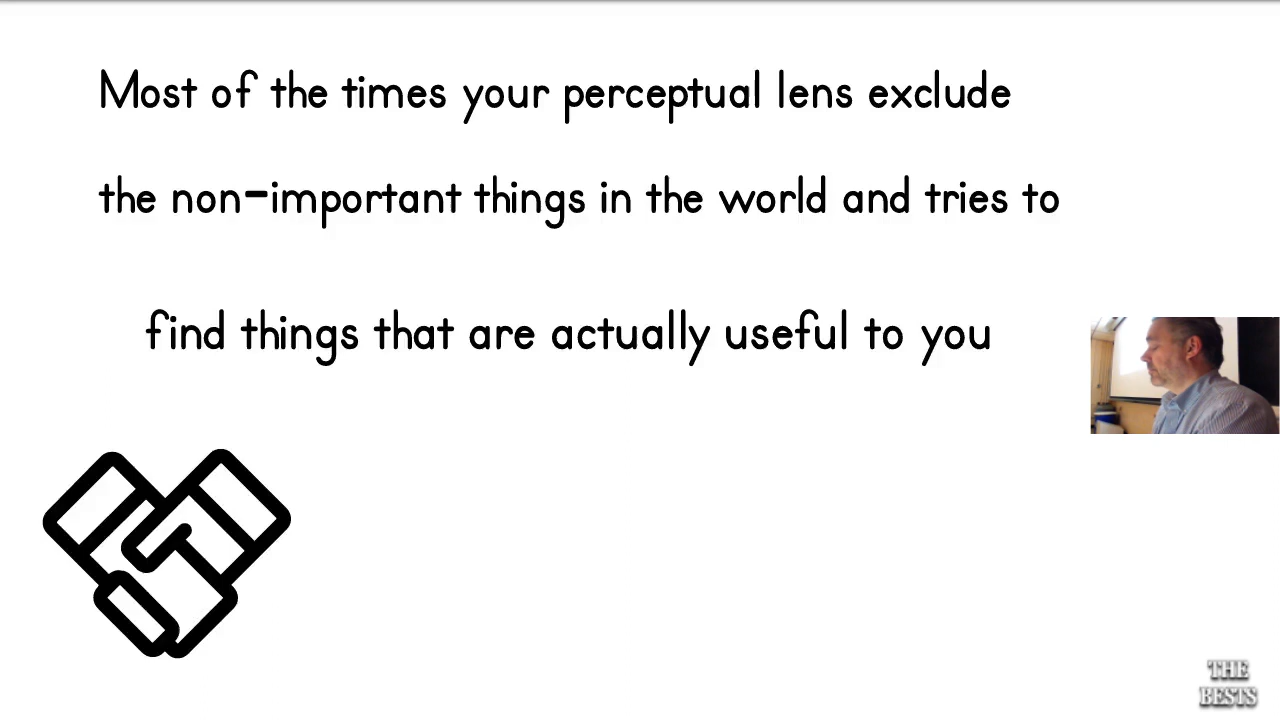 Most of the times your perceptual lens exclude
the non-important things in the world and tries to
find things that are actually useful to you
THE
BESTS